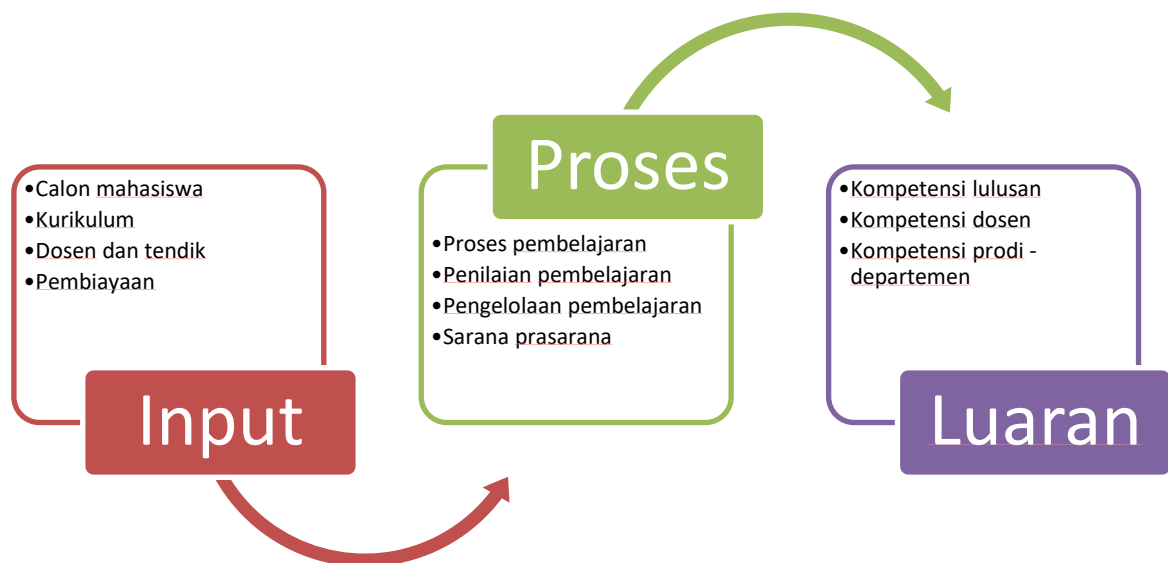 •Calon mahasiswa
•Kurikulum
•Dosen dan tendik
•Pembiayaan
Input
Proses
•Proses pembelajaran
•Penilaian pembelajaran
•Pengelolaan pembelajaran
•Sarana prasarana
•Kompetensi lulusan
•Kompetensi dosen
•Kompetensi prodi -
departemen
Luaran